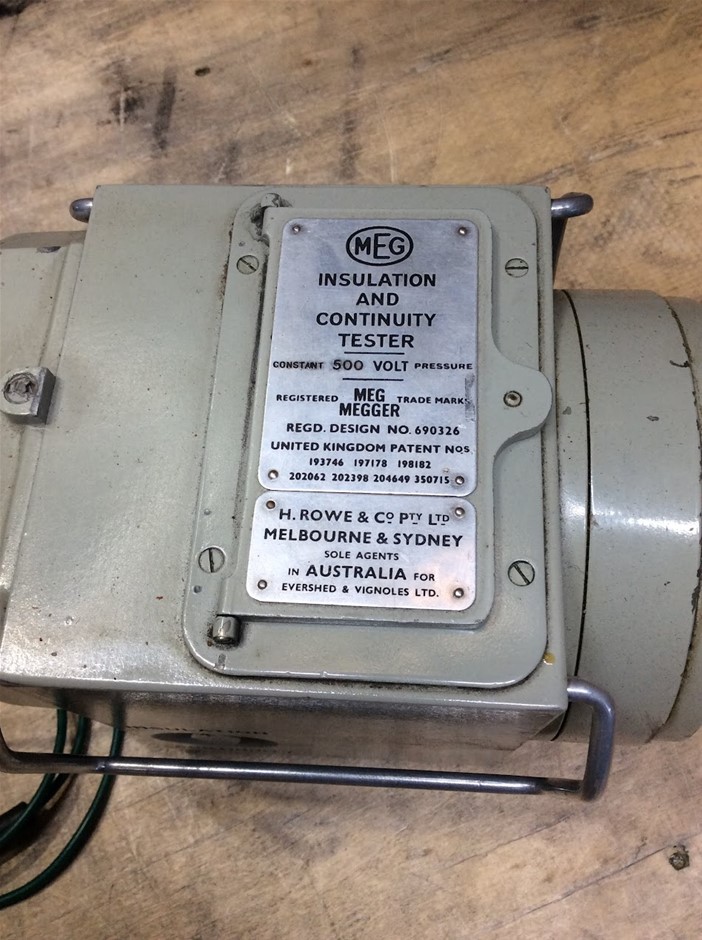 MEG
INSULATION
AND
CONTINUITY
TESTER
CONSTANT 500 VOLT PRESSURE
REGISTERED MEG TRADE MARKS
MEGGER
REGD. DESIGN NO. 690326
UNITED KINGDOM PATENT NOS
193746 197178 198182
202062 202398 204649 350715
H. ROWE & CO PTY LTD
MELBOURNE & SYDNEY
SOLE AGENTS
IN AUSTRALIA FOR
EVERSHED & VIGNOLES LTD.